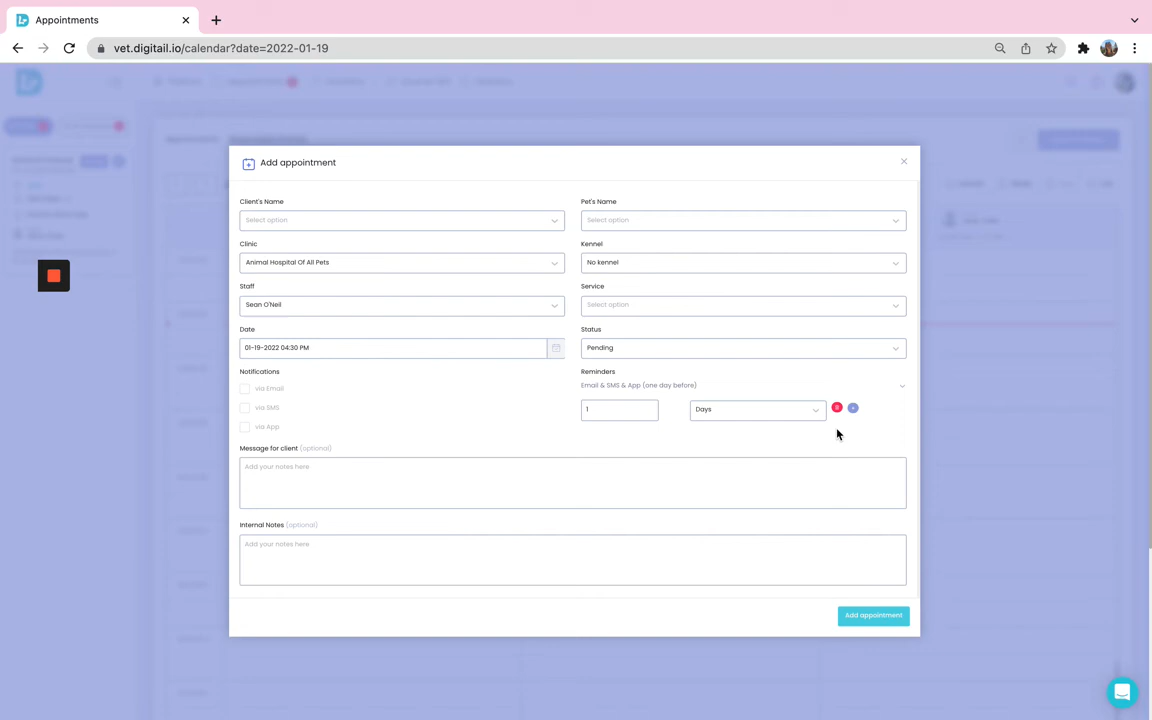 Appointments
vet.digitail.io/calendar?date=2022-01-19
Add appointment
Client's Name
Pet's Name
Select option
Select option
Clinic
Kennel
Animal Hospital Of All Pets
No kennel
Staff
Service
Sean O'Neil
Select option
Date
Status
01-19-2022 04:30 PM
Pending
Notifications
Reminders
via Email
Email & SMS & App (one day before)
via SMS
1
Days
via App
Message for client (optional)
Add your notes here
Internal Notes (optional)
Add your notes here
Add appointment